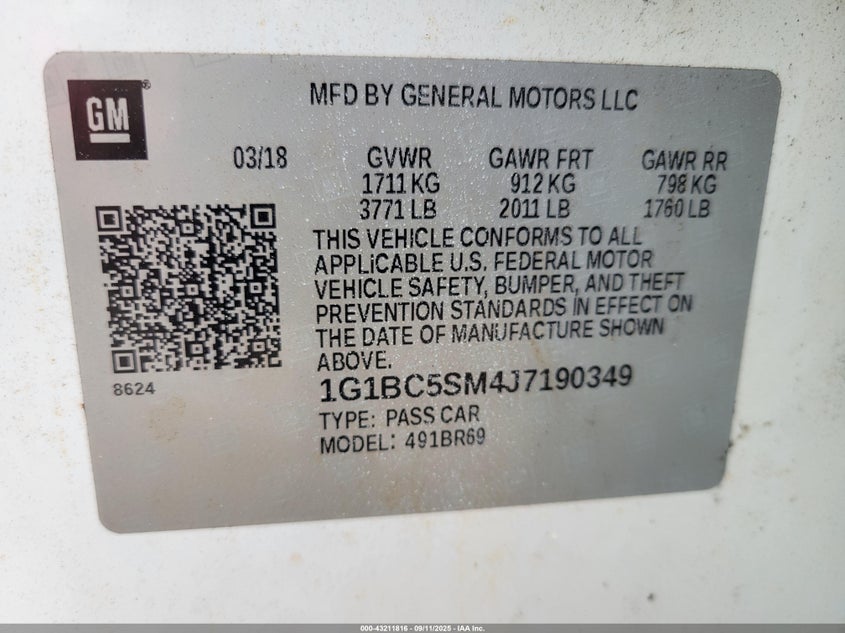 GM®
MFD BY GENERAL MOTORS LLC
03/18 GVWR GAWR FRT GAWR RR
1711 KG 912 KG 798 KG
3771 LB 2011 LB 1760 LB
THIS VEHICLE CONFORMS TO ALL
APPLICABLE U.S. FEDERAL MOTOR
VEHICLE SAFETY, BUMPER, AND THEFT
PREVENTION STANDARDS IN EFFECT ON
THE DATE OF MANUFACTURE SHOWN
ABOVE.
8624
1G1BC5SM4J7190349
TYPE: PASS CAR
MODEL: 491BR69
000-43211816 - 09/11/2025 - IAA Inc.